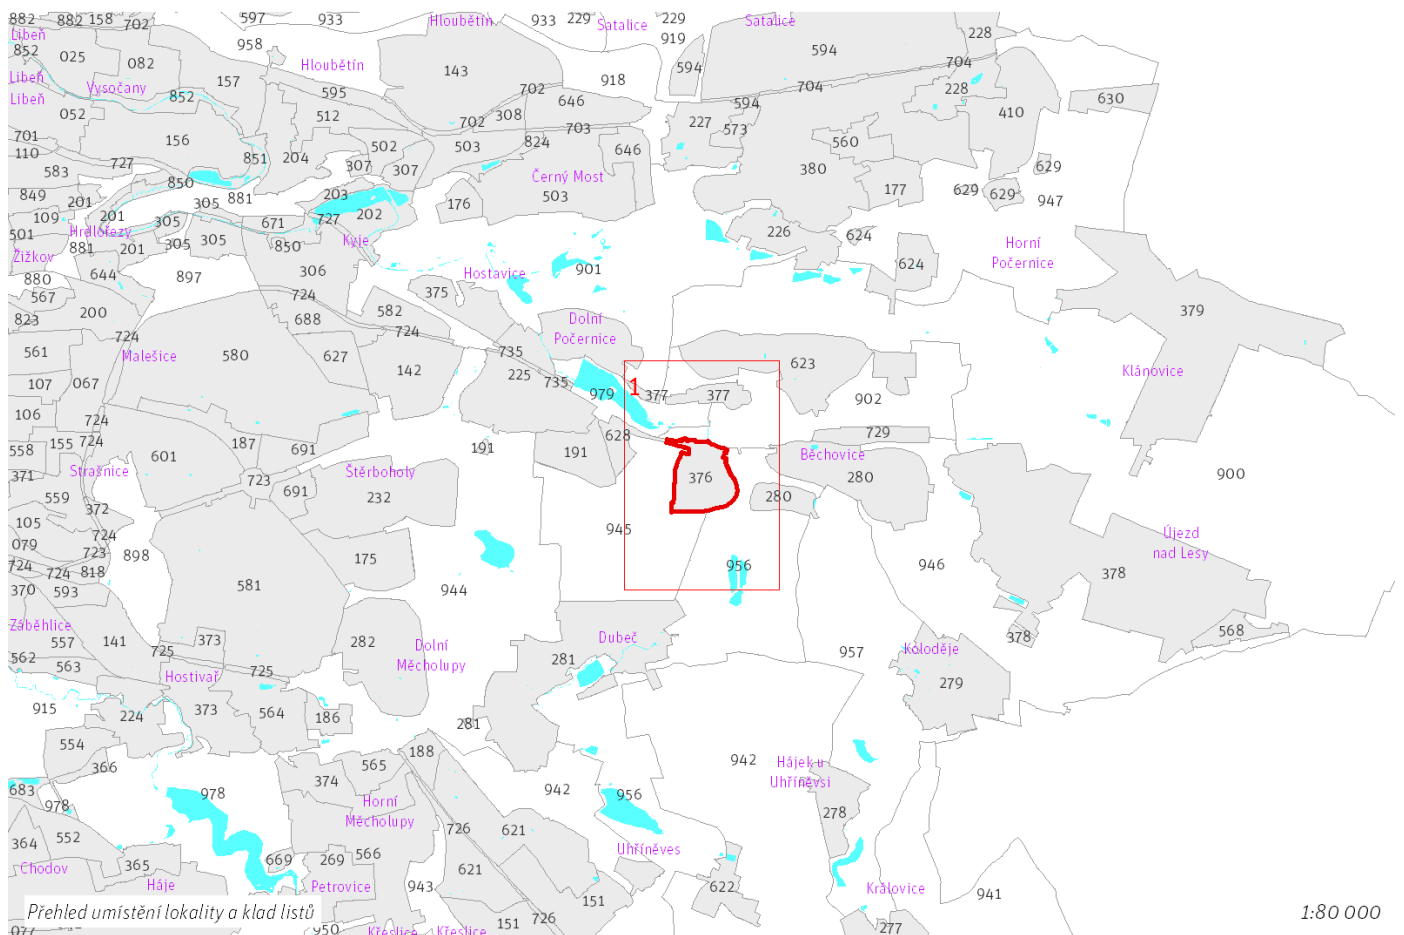 882 882 158 702 597 933 Hloubětín 933 229 Satalice 229 Satalice 228
Libeň 958 919 594
852 025 082 Hloubětín 143 918 594 704
Libeň Vysočany 157 595 702 646 704 228
Libeň 852 594 630
052 512 702 308 227 573 410
701 156 502 503 703 824 646 560
110 727 851 204 307 307 380 629
583 850 Černý Most 177 629 629
849 201 881 203 176 503 947
109 201 305 305 671 727 202 226
501 Hrdlořezy 305 305 850 Kyje 624 Horní
Žižkov 881 201 Počernice
880 644 897 306 Hostavice 901 624
567 724 375
823 200 688 582 Dolní 379
724 724 Počernice
561 Malešice 580 627 735
107 067 142 225 735 623 Klánovice
979 1 377 377 902
106 724 628 729
558 155 724 187 691 191 191 Běchovice
371 Strašnice 601 723 Štěrboholy 376 280 900
559 691 232 280
372
105 945 Újezd
079 724 nad Lesy
723 898 175 956 946
724 724 818 581 944 378
370 593
Záběhlice 141 373 282 Dolní Dubeč 378 568
557 Měcholupy
562 725 281 957 Koloděje
563 Hostivař 725 279
915 224 373 564 186 281
554 188 942 Hájek u
366 374 565 Uhříněvsi
683 978 978 Horní 942 956 278
Měcholupy
364 552 726 621
Chodov 365 669 269 566 Uhříněves
Háje Petrovice 943 621 622 Královice 941
151
Přehled umístění lokality a klad listů 151 726 1:80 000
950 Křeslice Křeslice 277